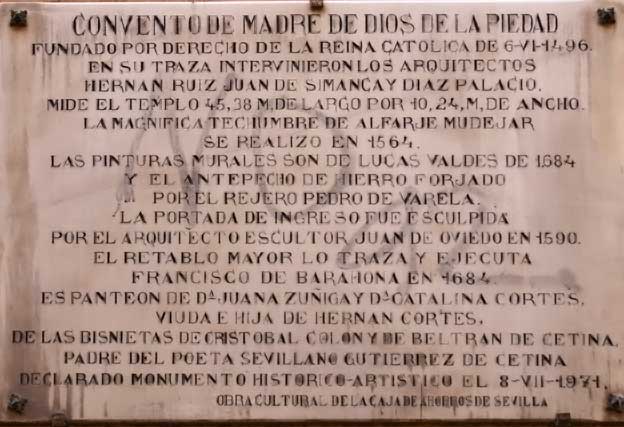 CONVENTO DE MADRE DE DIOS DE LA PIEDAD
FUNDADO POR DERECHO DE LA REINA CATOLICA DE 6-VI-1496.
EN SU TRAZA INTERVINIERON LOS ARQUITECTOS
HERNAN RUIZ JUAN DE SIMANCAY DIAZ PALACIO.
MIDE EL TEMPLO 45,38 M, DE LARGO POR 10,24, M, DE ANCHO.
LA MAGNIFICA TECHUMBRE DE ALFARJE MUDEJAR
SE REALIZO EN 1564.
LAS PINTURAS MURALES SON DE LUCAS VALDES DE 1684
Y EL ANTEPECHO DE HIERRO FORJADO
POR EL REJERO PEDRO DE VARELA.
LA PORTADA DE INGRESO FUE ESCULPIDA
POR EL ARQUITECTO ESCULTOR JUAN DE OVIEDO EN 1590.
EL RETABLO MAYOR LO TRAZA Y EJECUTA
FRANCISCO DE BARAHONA EN 1684.
ES PANTEON DE Dª JUANA ZUÑIGA Y Dª CATALINA CORTES,
VIUDA E HIJA DE HERNAN CORTES,
DE LAS BISNIETAS DE CRISTOBAL COLON Y DE BELTRAN DE CETINA,
PADRE DEL POETA SEVILLANO GUTIERREZ DE CETINA
DECLARADO MONUMENTO HISTORICO-ARTISTICO EL 8-VII-1971.
OBRA CULTURAL DE LA CAJA DE AHORROS DE SEVILLA